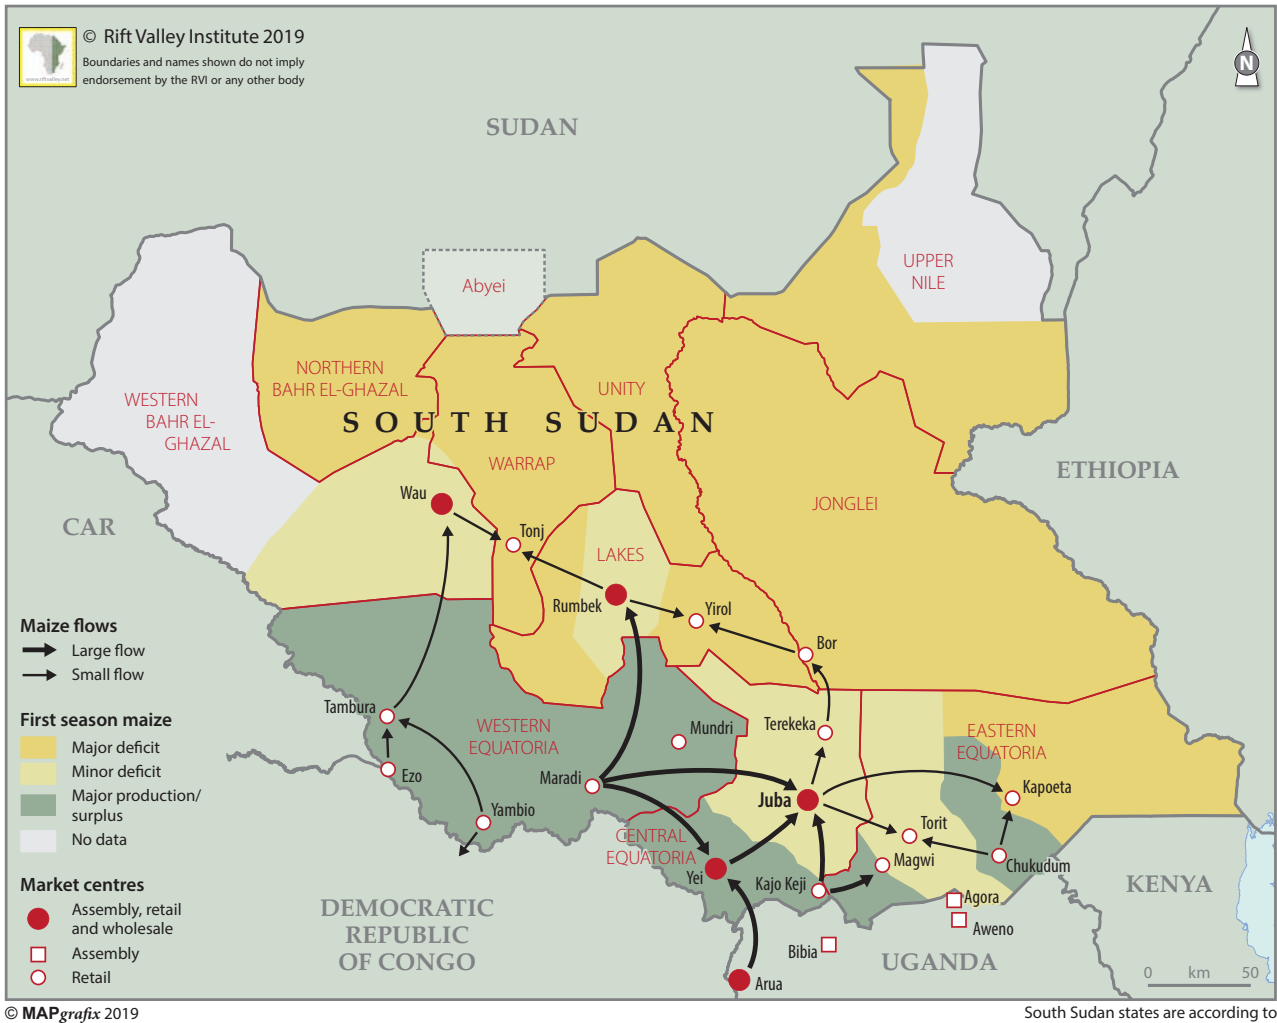 © Rift Valley Institute 2019
Boundaries and names shown do not imply
endorsement by the RVI or any other body
www.riftvalley.net
N
SUDAN
UPPER
NILE
Abyei
NORTHERN
BAHR EL-GHAZAL
UNITY
WESTERN
BAHR EL-
GHAZAL
SOUTH SUDAN
WARRAP
ETHIOPIA
JONGLEI
CAR
Wau
Tonj
LAKES
Rumbek
Yirol
Bor
Maize flows
Large flow
Small flow
First season maize
Major deficit
Minor deficit
Major production/
surplus
No data
Market centres
Assembly, retail
and wholesale
Assembly
Retail
Tambura
WESTERN
EQUATORIA
Mundri
Terekeka
EASTERN
EQUATORIA
Ezo
Maradi
Juba
Kapoeta
Yambio
CENTRAL
EQUATORIA
Torit
Magwi
Chukudum
Yei
Kajo Keji
Agora
KENYA
Aweno
DEMOCRATIC
REPUBLIC
OF CONGO
Bibia
UGANDA
Arua
0 km 50
© MAPgrafix 2019
South Sudan states are according to